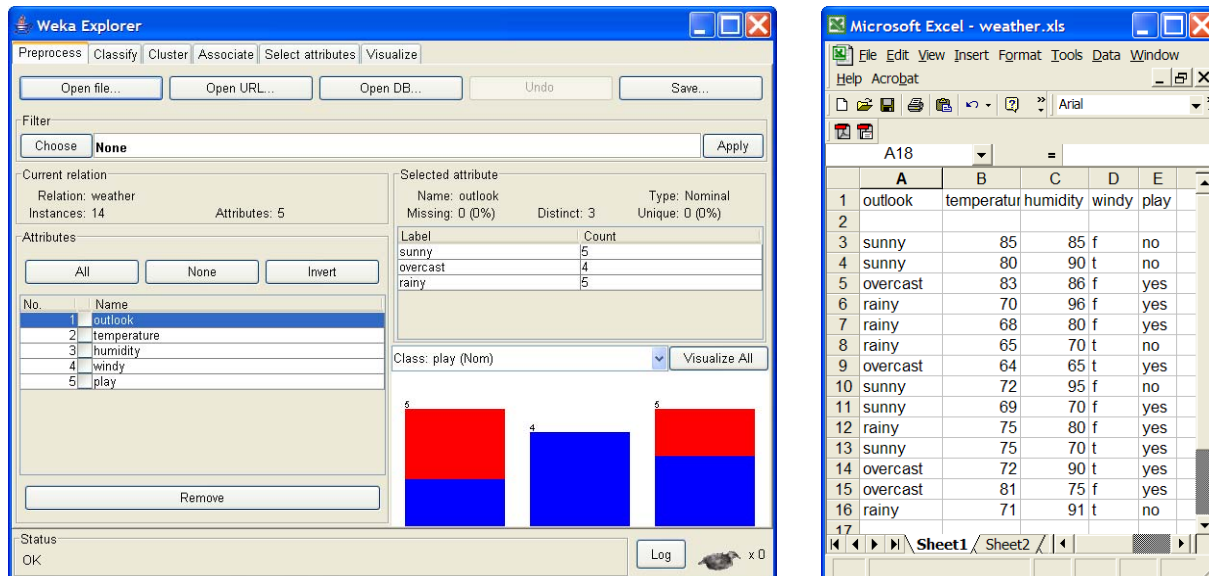 Weka Explorer
Preprocess Classify Cluster Associate Select attributes Visualize
Open file... Open URL... Open DB... Undo Save...
Filter
Choose None Apply
Current relation
Relation: weather
Instances: 14 Attributes: 5
Attributes
All None Invert
No. Name
1 outlook
2 temperature
3 humidity
4 windy
5 play
Remove
Selected attribute
Name: outlook Type: Nominal
Missing: 0 (0%) Distinct: 3 Unique: 0 (0%)
Label Count
sunny 5
overcast 4
rainy 5
Class: play (Nom) Visualize All
5 4 5
Status
OK Log x 0
Microsoft Excel - weather.xls
File Edit View Insert Format Tools Data Window
Help Acrobat
Arial
A18 =
A B C D E
1 outlook temperatur humidity windy play
2
3 sunny 85 85 f no
4 sunny 80 90 t no
5 overcast 83 86 f yes
6 rainy 70 96 f yes
7 rainy 68 80 f yes
8 rainy 65 70 t no
9 overcast 64 65 t yes
10 sunny 72 95 f no
11 sunny 69 70 f yes
12 rainy 75 80 f yes
13 sunny 75 70 t yes
14 overcast 72 90 t yes
15 overcast 81 75 f yes
16 rainy 71 91 t no
17
Sheet1 Sheet2